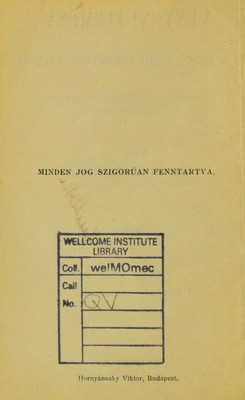 MINDEN JOG SZIGORÚAN FENNTARTVA.
WELLCOME INSTITUTE
LIBRARY
Coll. welMOmec
Call
No. QV
Hornyánszky Viktor, Budapest.